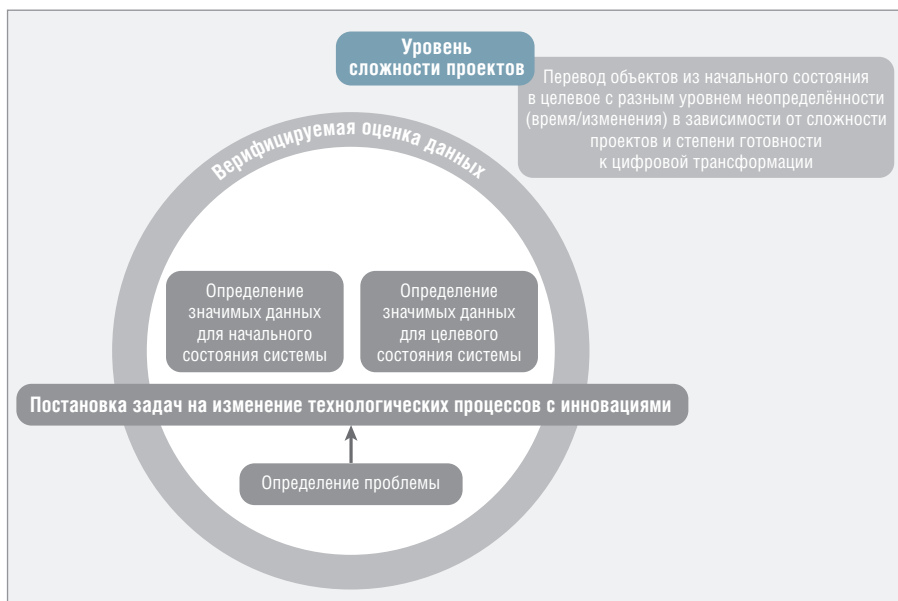 Уровень
сложности проектов
Перевод объектов из начального состояния
в целевое с разным уровнем неопределённости
(время/изменения) в зависимости от сложности
проектов и степени готовности
к цифровой трансформации
Верифицируемая оценка данных
Определение
значимых данных
для начального
состояния системы
Определение
значимых данных
для целевого
состояния системы
Постановка задач на изменение технологических процессов с инновациями
Определение проблемы